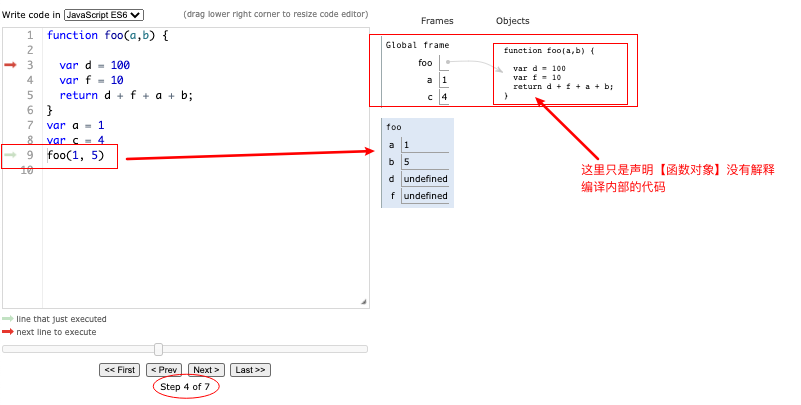 Write code in JavaScript ES6
(drag lower right corner to resize code editor)
1 function foo(a,b) {
2
3 var d = 100
4 var f = 10
5 return d + f + a + b;
6 }
7 var a = 1
8 var c = 4
9 foo(1, 5)
10
line that just executed
next line to execute
<< First < Prev Next > Last >>
Step 4 of 7
Frames Objects
Global frame
foo
a 1
c 4
function foo(a,b) {
var d = 100
var f = 10
return d + f + a + b;
}
foo
a 1
b 5
d undefined
f undefined
这里只是声明【函数对象】没有解释
编译内部的代码